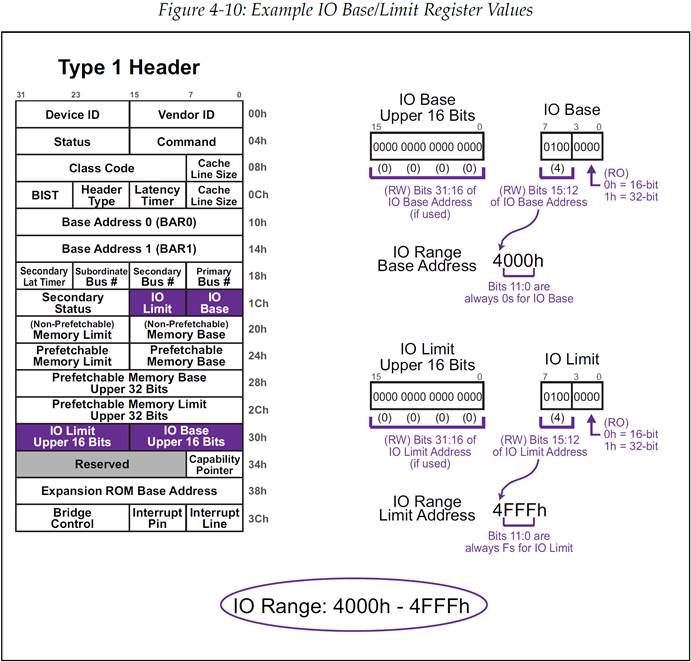 Figure 4-10: Example IO Base/Limit Register Values
Type 1 Header
31 23 15 7 0
Device ID Vendor ID 00h
Status Command 04h
Class Code Cache Line Size 08h
BIST Header Type Latency Timer Cache Line Size 0Ch
Base Address 0 (BAR0) 10h
Base Address 1 (BAR1) 14h
Secondary Lat Timer Subordinate Bus # Secondary Bus # Primary Bus # 18h
Secondary Status IO Limit IO Base 1Ch
(Non-Prefetchable) Memory Limit (Non-Prefetchable) Memory Base 20h
Prefetchable Memory Limit Prefetchable Memory Base 24h
Prefetchable Memory Base Upper 32 Bits 28h
Prefetchable Memory Limit Upper 32 Bits 2Ch
IO Limit Upper 16 Bits IO Base Upper 16 Bits 30h
Reserved Capability Pointer 34h
Expansion ROM Base Address 38h
Bridge Control Interrupt Pin Interrupt Line 3Ch
IO Base
Upper 16 Bits
15 0
0000 0000 0000 0000
(0) (0) (0) (0)
(RW) Bits 31:16 of
IO Base Address
(if used)
IO Base
7 3 0
0100 0000
(4)
(RW) Bits 15:12
of IO Base Address
(RO)
0h = 16-bit
1h = 32-bit
IO Range
Base Address
4000h
Bits 11:0 are
always 0s for IO Base
IO Limit
Upper 16 Bits
15 0
0000 0000 0000 0000
(0) (0) (0) (0)
(RW) Bits 31:16 of
IO Limit Address
(if used)
IO Limit
7 3 0
0100 0000
(4)
(RW) Bits 15:12
of IO Limit Address
(RO)
0h = 16-bit
1h = 32-bit
IO Range
Limit Address
4FFFh
Bits 11:0 are
always Fs for IO Limit
IO Range: 4000h - 4FFFh